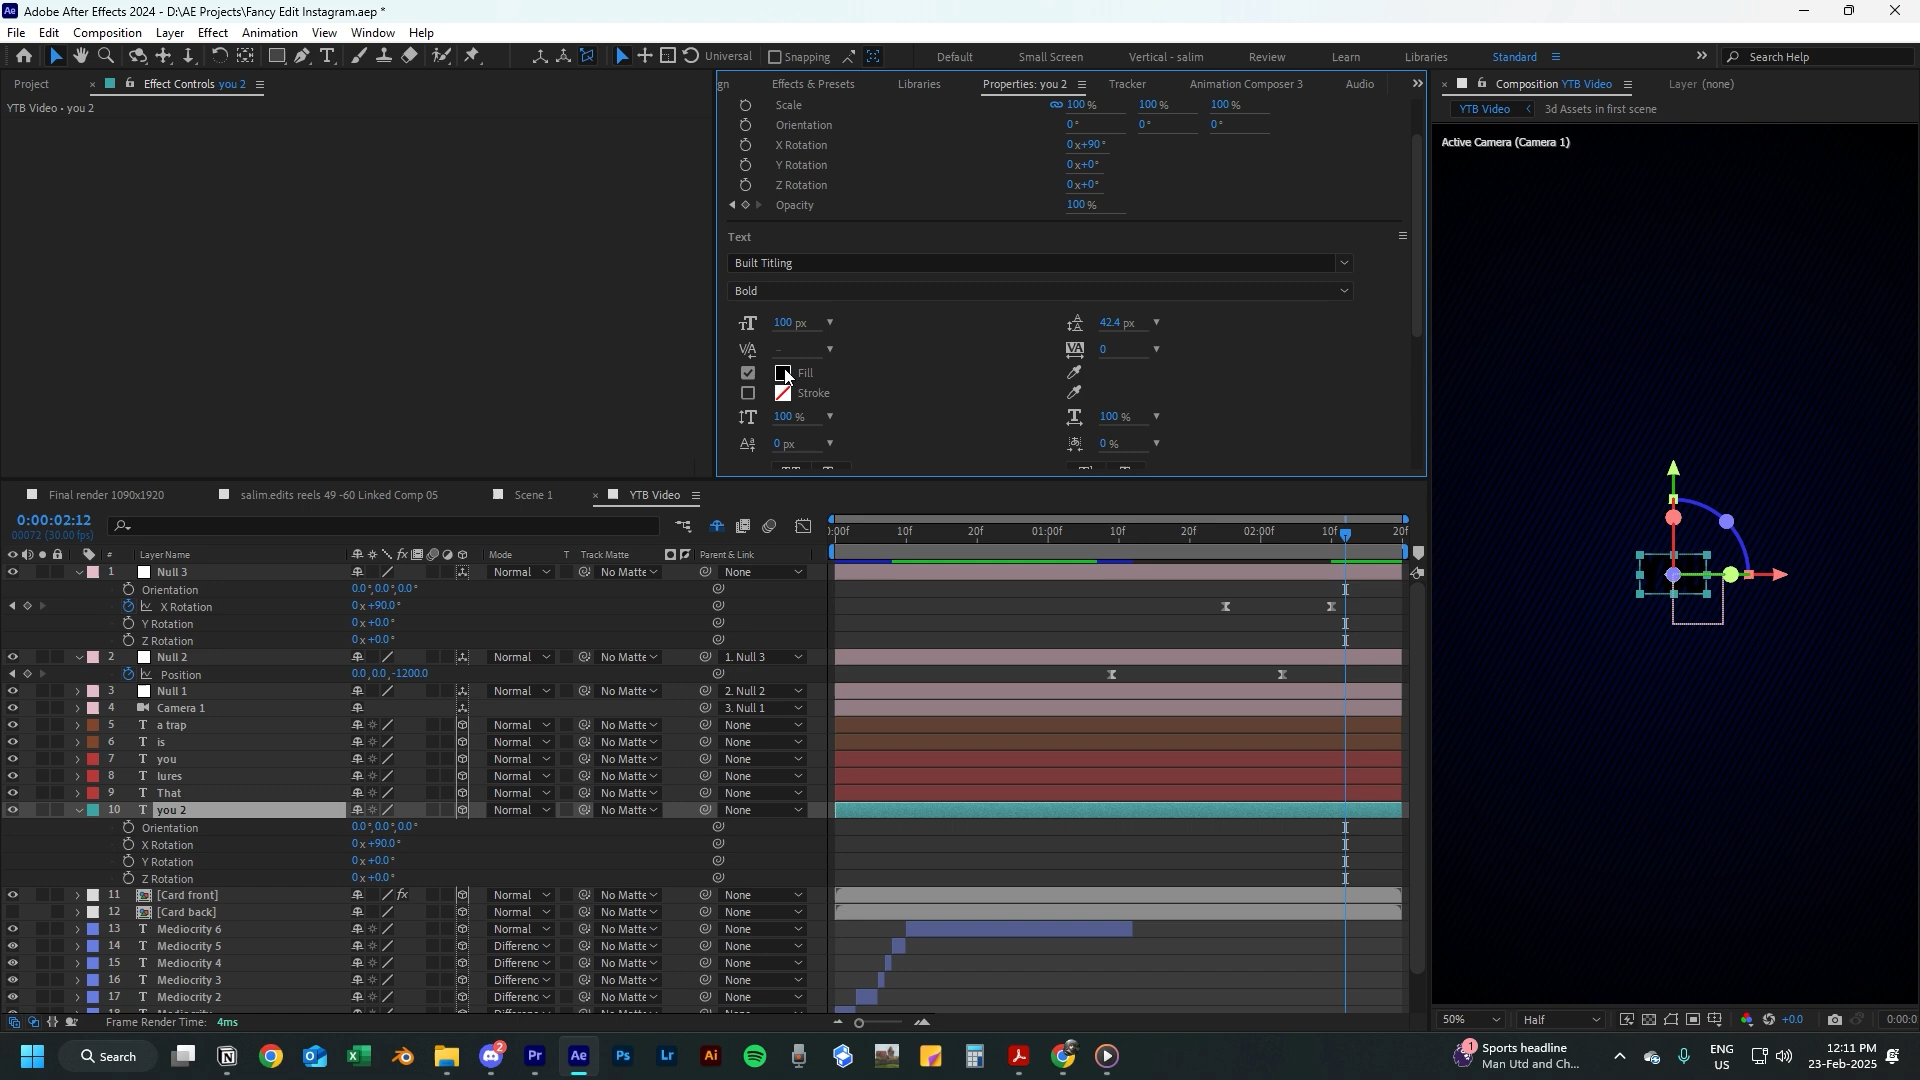 Ae Adobe After Effects 2024 - D:\AE Projects\Fancy Edit Instagram.aep *
File Edit Composition Layer Effect Animation View Window Help
Universal Snapping Default Small Screen Vertical - salim Review Learn Libraries Standard Search Help
Project Effect Controls you 2 gn Effects & Presets Libraries Properties: you 2 Tracker Animation Composer 3 Audio Composition YTB Video Layer (none)
YTB Video • you 2
YTB Video 3d Assets in first scene
Active Camera (Camera 1)
Scale 100 % 100 % 100 %
Orientation 0° 0° 0°
X Rotation 0x+90°
Y Rotation 0x+0°
Z Rotation 0x+0°
Opacity 100 %
Text
Built Titling
Bold
100 px 42.4 px
0
Fill
Stroke
100 % 100 %
0 px 0 %
Final render 1090x1920 salim.edits reels 49 -60 Linked Comp 05 Scene 1 YTB Video
0:00:02:12
00072 (30.00 fps)
:00f 10f 20f 01:00f 10f 20f 02:00f 10f 20f
# Layer Name fx Mode T Track Matte Parent & Link
1 Null 3 Normal No Matte None
Orientation 0.0°,0.0°,0.0°
X Rotation 0x+90.0°
Y Rotation 0x+0.0°
Z Rotation 0x+0.0°
2 Null 2 Normal No Matte 1. Null 3
Position 0.0,0.0,-1200.0
3 Null 1 Normal No Matte 2. Null 2
4 Camera 1 3. Null 1
5 T a trap Normal No Matte None
6 T is Normal No Matte None
7 T you Normal No Matte None
8 T lures Normal No Matte None
9 T That Normal No Matte None
10 T you 2 Normal No Matte None
Orientation 0.0°,0.0°,0.0°
X Rotation 0x+90.0°
Y Rotation 0x+0.0°
Z Rotation 0x+0.0°
11 [Card front] fx Normal No Matte None
12 [Card back] Normal No Matte None
13 T Mediocrity 6 Normal No Matte None
14 T Mediocrity 5 Differenc No Matte None
15 T Mediocrity 4 Differenc No Matte None
16 T Mediocrity 3 Differenc No Matte None
17 T Mediocrity 2 Differenc No Matte None
Frame Render Time: 4ms
50% Half +0.0 0:00:0
Search 2 Pr Ae Ps Lr Ai 1 Sports headline
Man Utd and Ch...
ENG
US
12:11 PM
23-Feb-2025